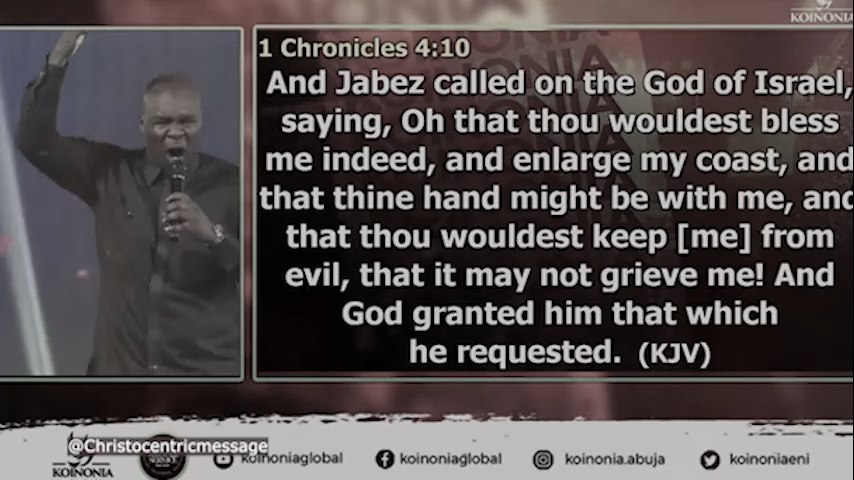 KOINONIA
1 Chronicles 4:10
And Jabez called on the God of Israel,
saying, Oh that thou wouldest bless
me indeed, and enlarge my coast, and
that thine hand might be with me, and
that thou wouldest keep [me] from
evil, that it may not grieve me! And
God granted him that which
he requested. (KJV)
@Christocentricmessage
KOINONIA
koinoniaglobal
koinoniaglobal
koinonia.abuja
koinoniaeni